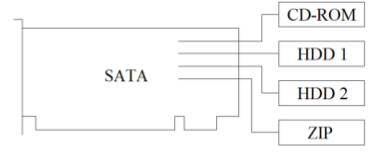 CD-ROM
HDD 1
SATA
HDD 2
ZIP